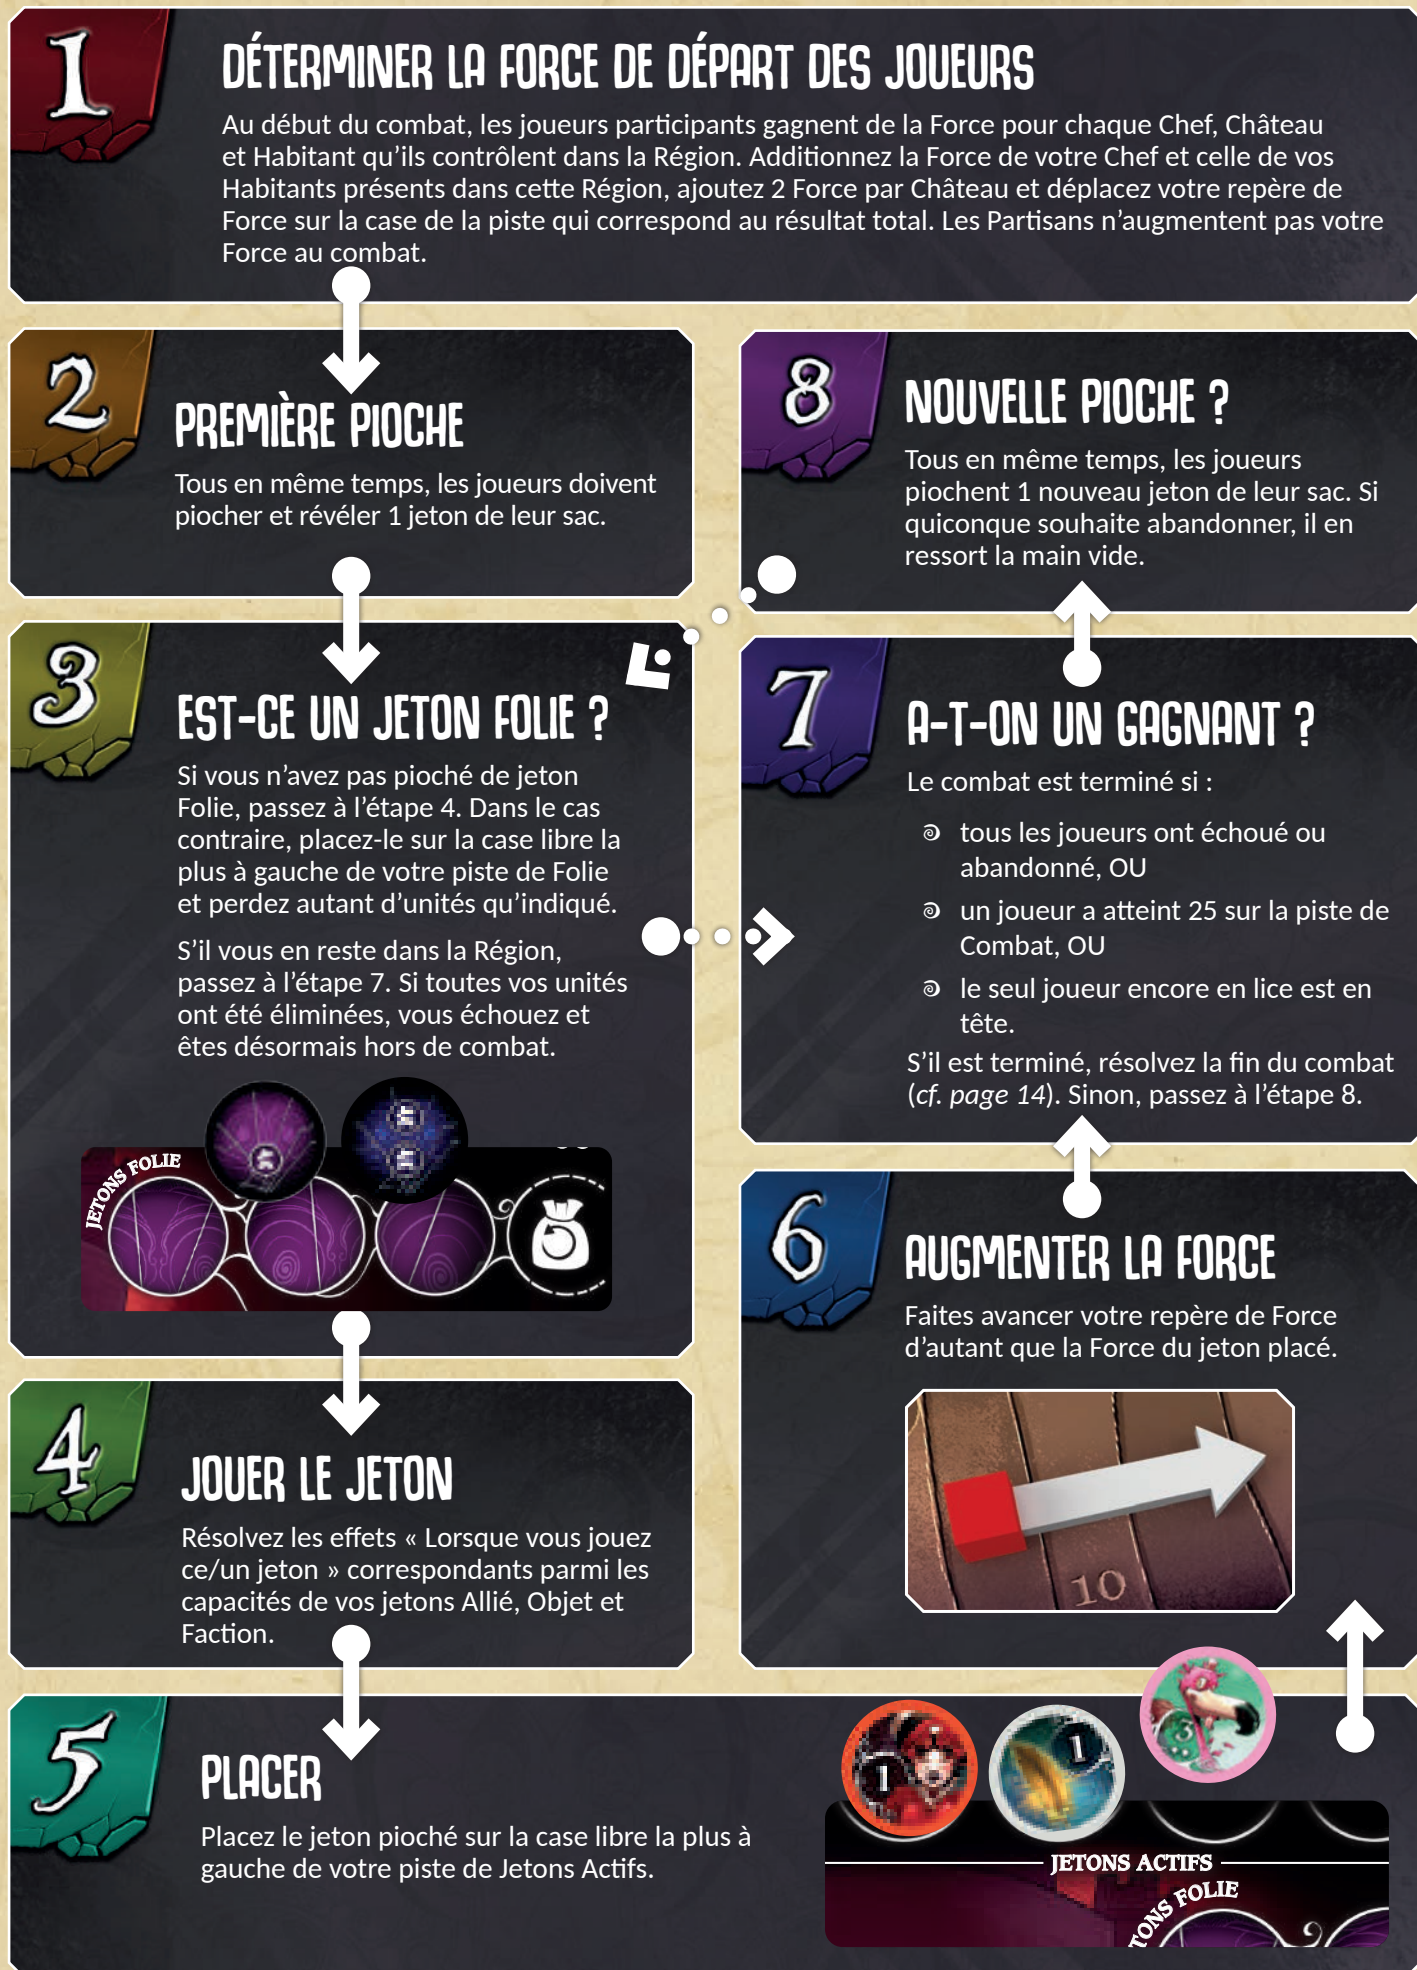 1
DÉTERMINER LA FORCE DE DÉPART DES JOUEURS
Au début du combat, les joueurs participants gagnent de la Force pour chaque Chef, Château
et Habitant qu’ils contrôlent dans la Région. Additionnez la Force de votre Chef et celle de vos
Habitants présents dans cette Région, ajoutez 2 Force par Château et déplacez votre repère de
Force sur la case de la piste qui correspond au résultat total. Les Partisans n’augmentent pas votre
Force au combat.
2
PREMIÈRE PIOCHE
Tous en même temps, les joueurs doivent
piocher et révéler 1 jeton de leur sac.
3
EST-CE UN JETON FOLIE ?
Si vous n’avez pas pioché de jeton
Folie, passez à l’étape 4. Dans le cas
contraire, placez-le sur la case libre la
plus à gauche de votre piste de Folie
et perdez autant d’unités qu’indiqué.
S’il vous en reste dans la Région,
passez à l’étape 7. Si toutes vos unités
ont été éliminées, vous échouez et
êtes désormais hors de combat.
JETONS FOLIE
4
JOUER LE JETON
Résolvez les effets « Lorsque vous jouez
ce/un jeton » correspondants parmi les
capacités de vos jetons Allié, Objet et
Faction.
5
PLACER
Placez le jeton pioché sur la case libre la plus à
gauche de votre piste de Jetons Actifs.
1
1
3
JETONS ACTIFS
TONS FOLIE
6
AUGMENTER LA FORCE
Faites avancer votre repère de Force
d’autant que la Force du jeton placé.
10
7
A-T-ON UN GAGNANT ?
Le combat est terminé si :
tous les joueurs ont échoué ou
abandonné, OU
un joueur a atteint 25 sur la piste de
Combat, OU
le seul joueur encore en lice est en
tête.
S’il est terminé, résolvez la fin du combat
(cf. page 14). Sinon, passez à l’étape 8.
8
NOUVELLE PIOCHE ?
Tous en même temps, les joueurs
piochent 1 nouveau jeton de leur sac. Si
quiconque souhaite abandonner, il en
ressort la main vide.